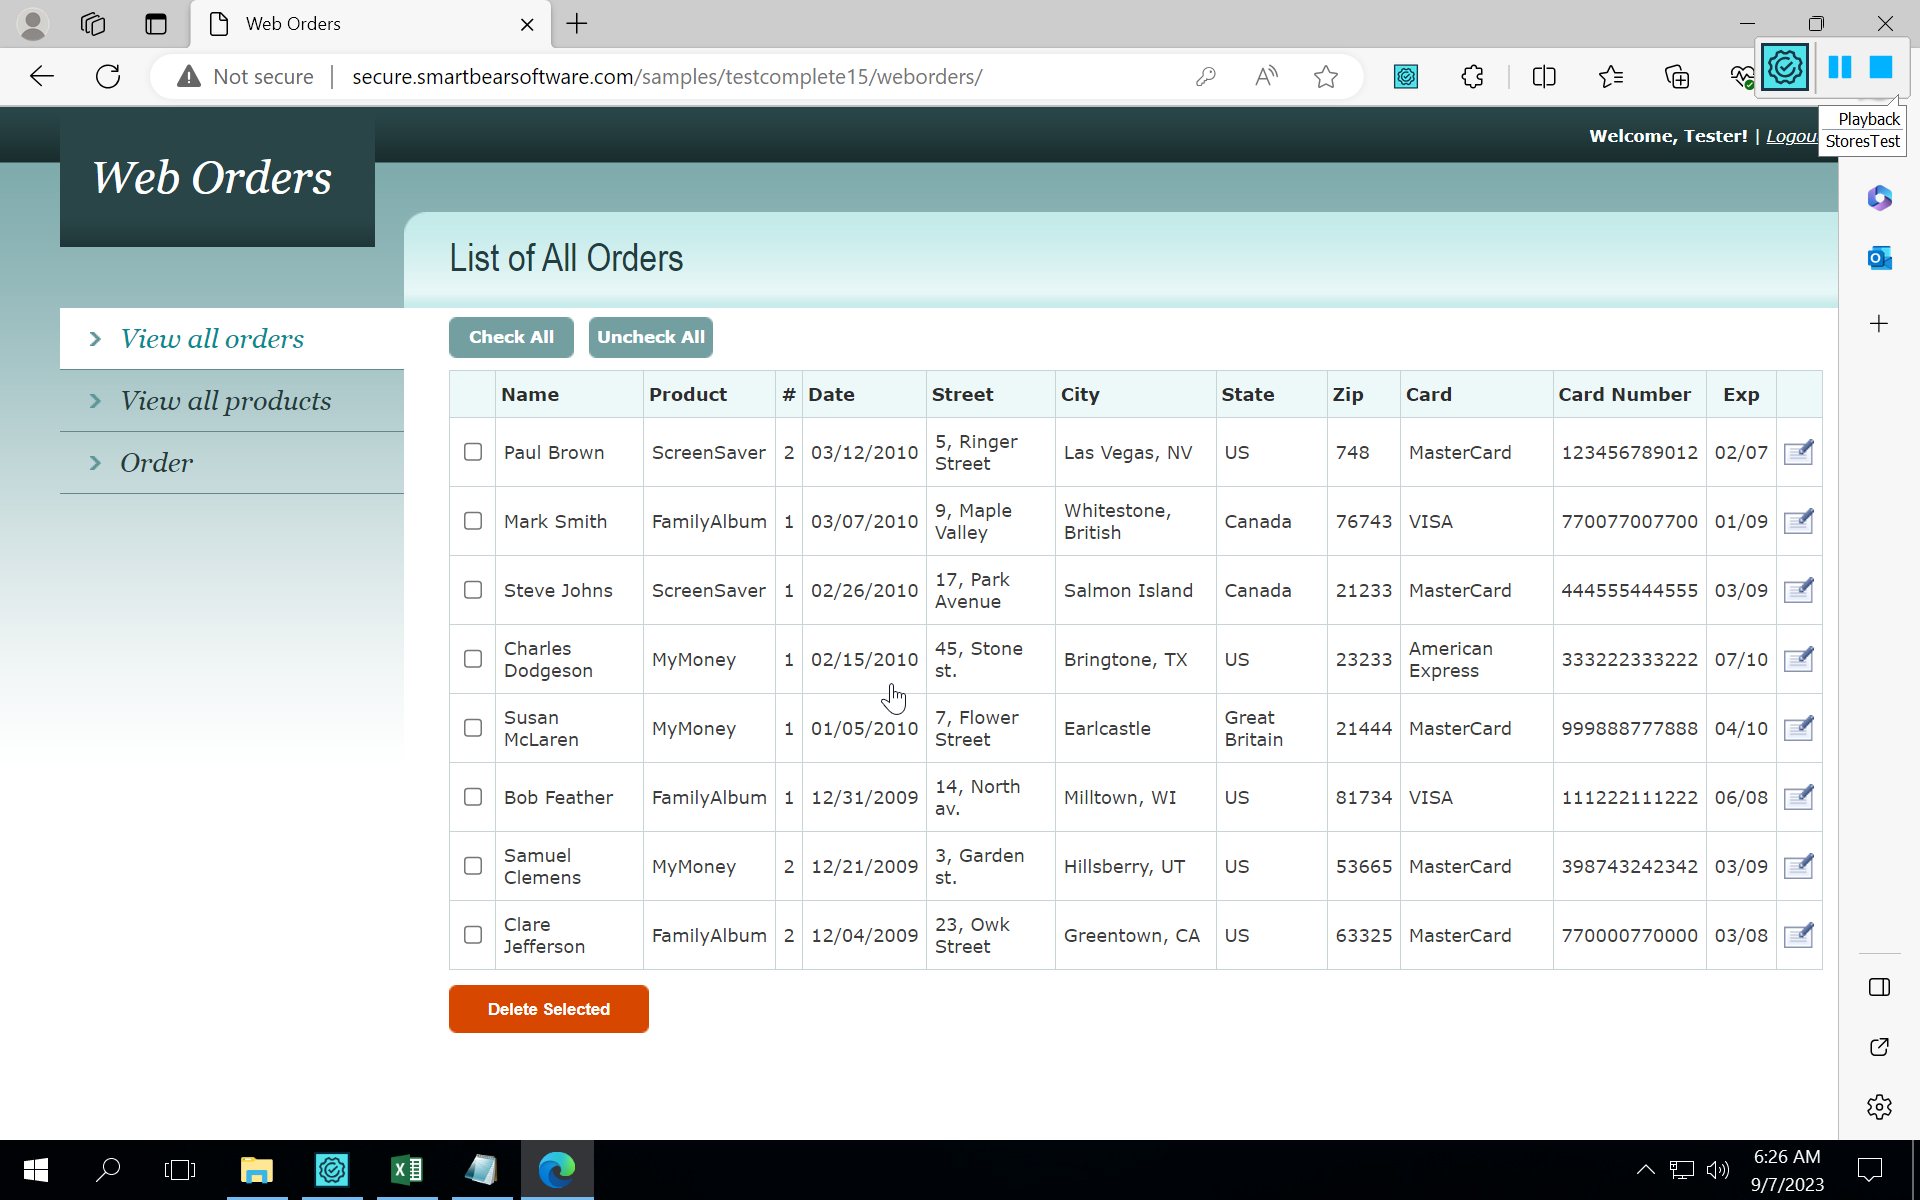 Web Orders
Not secure
secure.smartbearsoftware.com/samples/testcomplete15/weborders/
Playback
StoresTest
Welcome, Tester! |
Web Orders
List of All Orders
View all orders
View all products
Order
Check All Uncheck All
Name Product # Date Street City State Zip Card Card Number Exp
Paul Brown ScreenSaver 2 03/12/2010 5, Ringer Street Las Vegas, NV US 748 MasterCard 123456789012 02/07
Mark Smith FamilyAlbum 1 03/07/2010 9, Maple Valley Whitestone, British Canada 76743 VISA 770077007700 01/09
Steve Johns ScreenSaver 1 02/26/2010 17, Park Avenue Salmon Island Canada 21233 MasterCard 444555444555 03/09
Charles Dodgeson MyMoney 1 02/15/2010 45, Stone st. Bringtone, TX US 23233 American Express 333222333222 07/10
Susan McLaren MyMoney 1 01/05/2010 7, Flower Street Earlcastle Great Britain 21444 MasterCard 999888777888 04/10
Bob Feather FamilyAlbum 1 12/31/2009 14, North av. Milltown, WI US 81734 VISA 111222111222 06/08
Samuel Clemens MyMoney 2 12/21/2009 3, Garden st. Hillsberry, UT US 53665 MasterCard 398743242342 03/09
Clare Jefferson FamilyAlbum 2 12/04/2009 23, Owk Street Greentown, CA US 63325 MasterCard 770000770000 03/08
Delete Selected
6:26 AM
9/7/2023